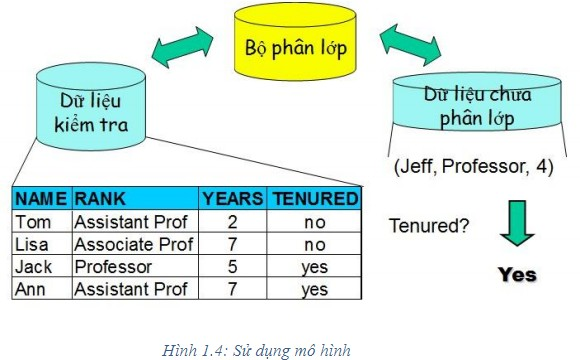 Bộ phân lớp
Dữ liệu
kiểm tra
Dữ liệu chưa
phân lớp
(Jeff, Professor, 4)
NAME RANK YEARS TENURED
Tom Assistant Prof 2 no
Lisa Associate Prof 7 no
Jack Professor 5 yes
Ann Assistant Prof 7 yes
Tenured?
Yes
Hình 1.4: Sử dụng mô hình